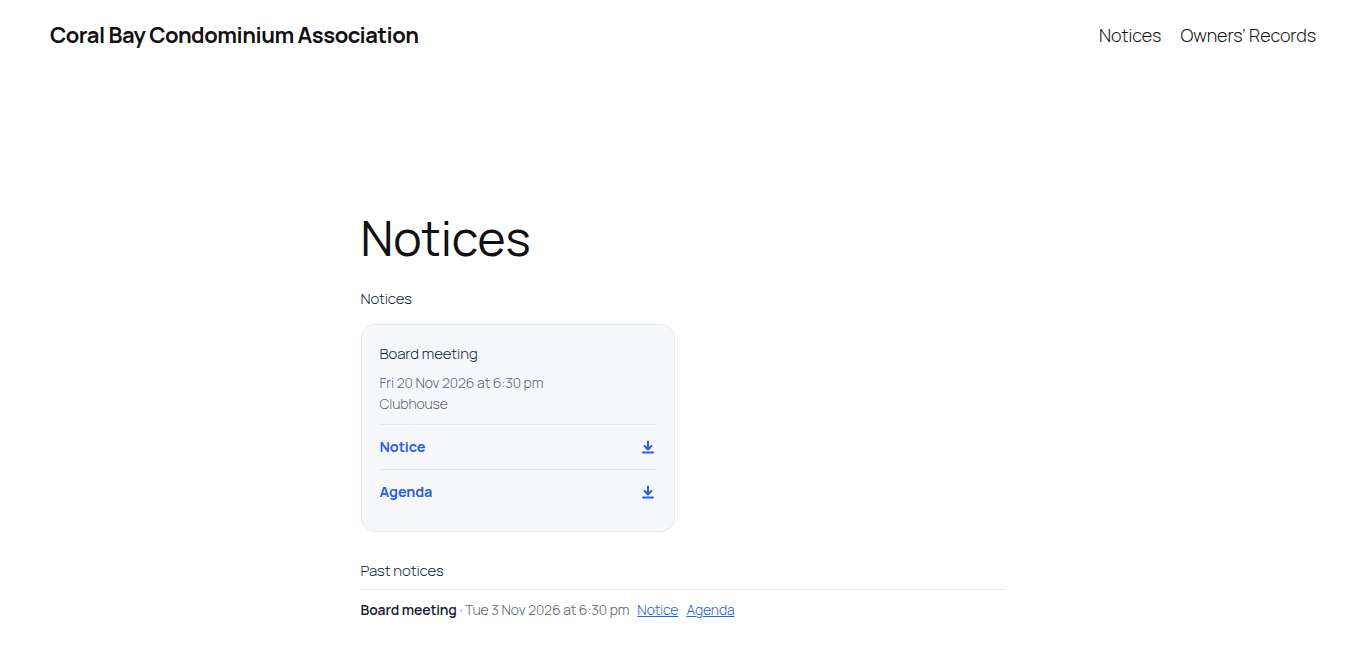 Coral Bay Condominium Association
Notices Owners' Records
Notices
Notices
Board meeting
Fri 20 Nov 2026 at 6:30 pm
Clubhouse
Notice
Agenda
Past notices
Board meeting · Tue 3 Nov 2026 at 6:30 pm Notice Agenda